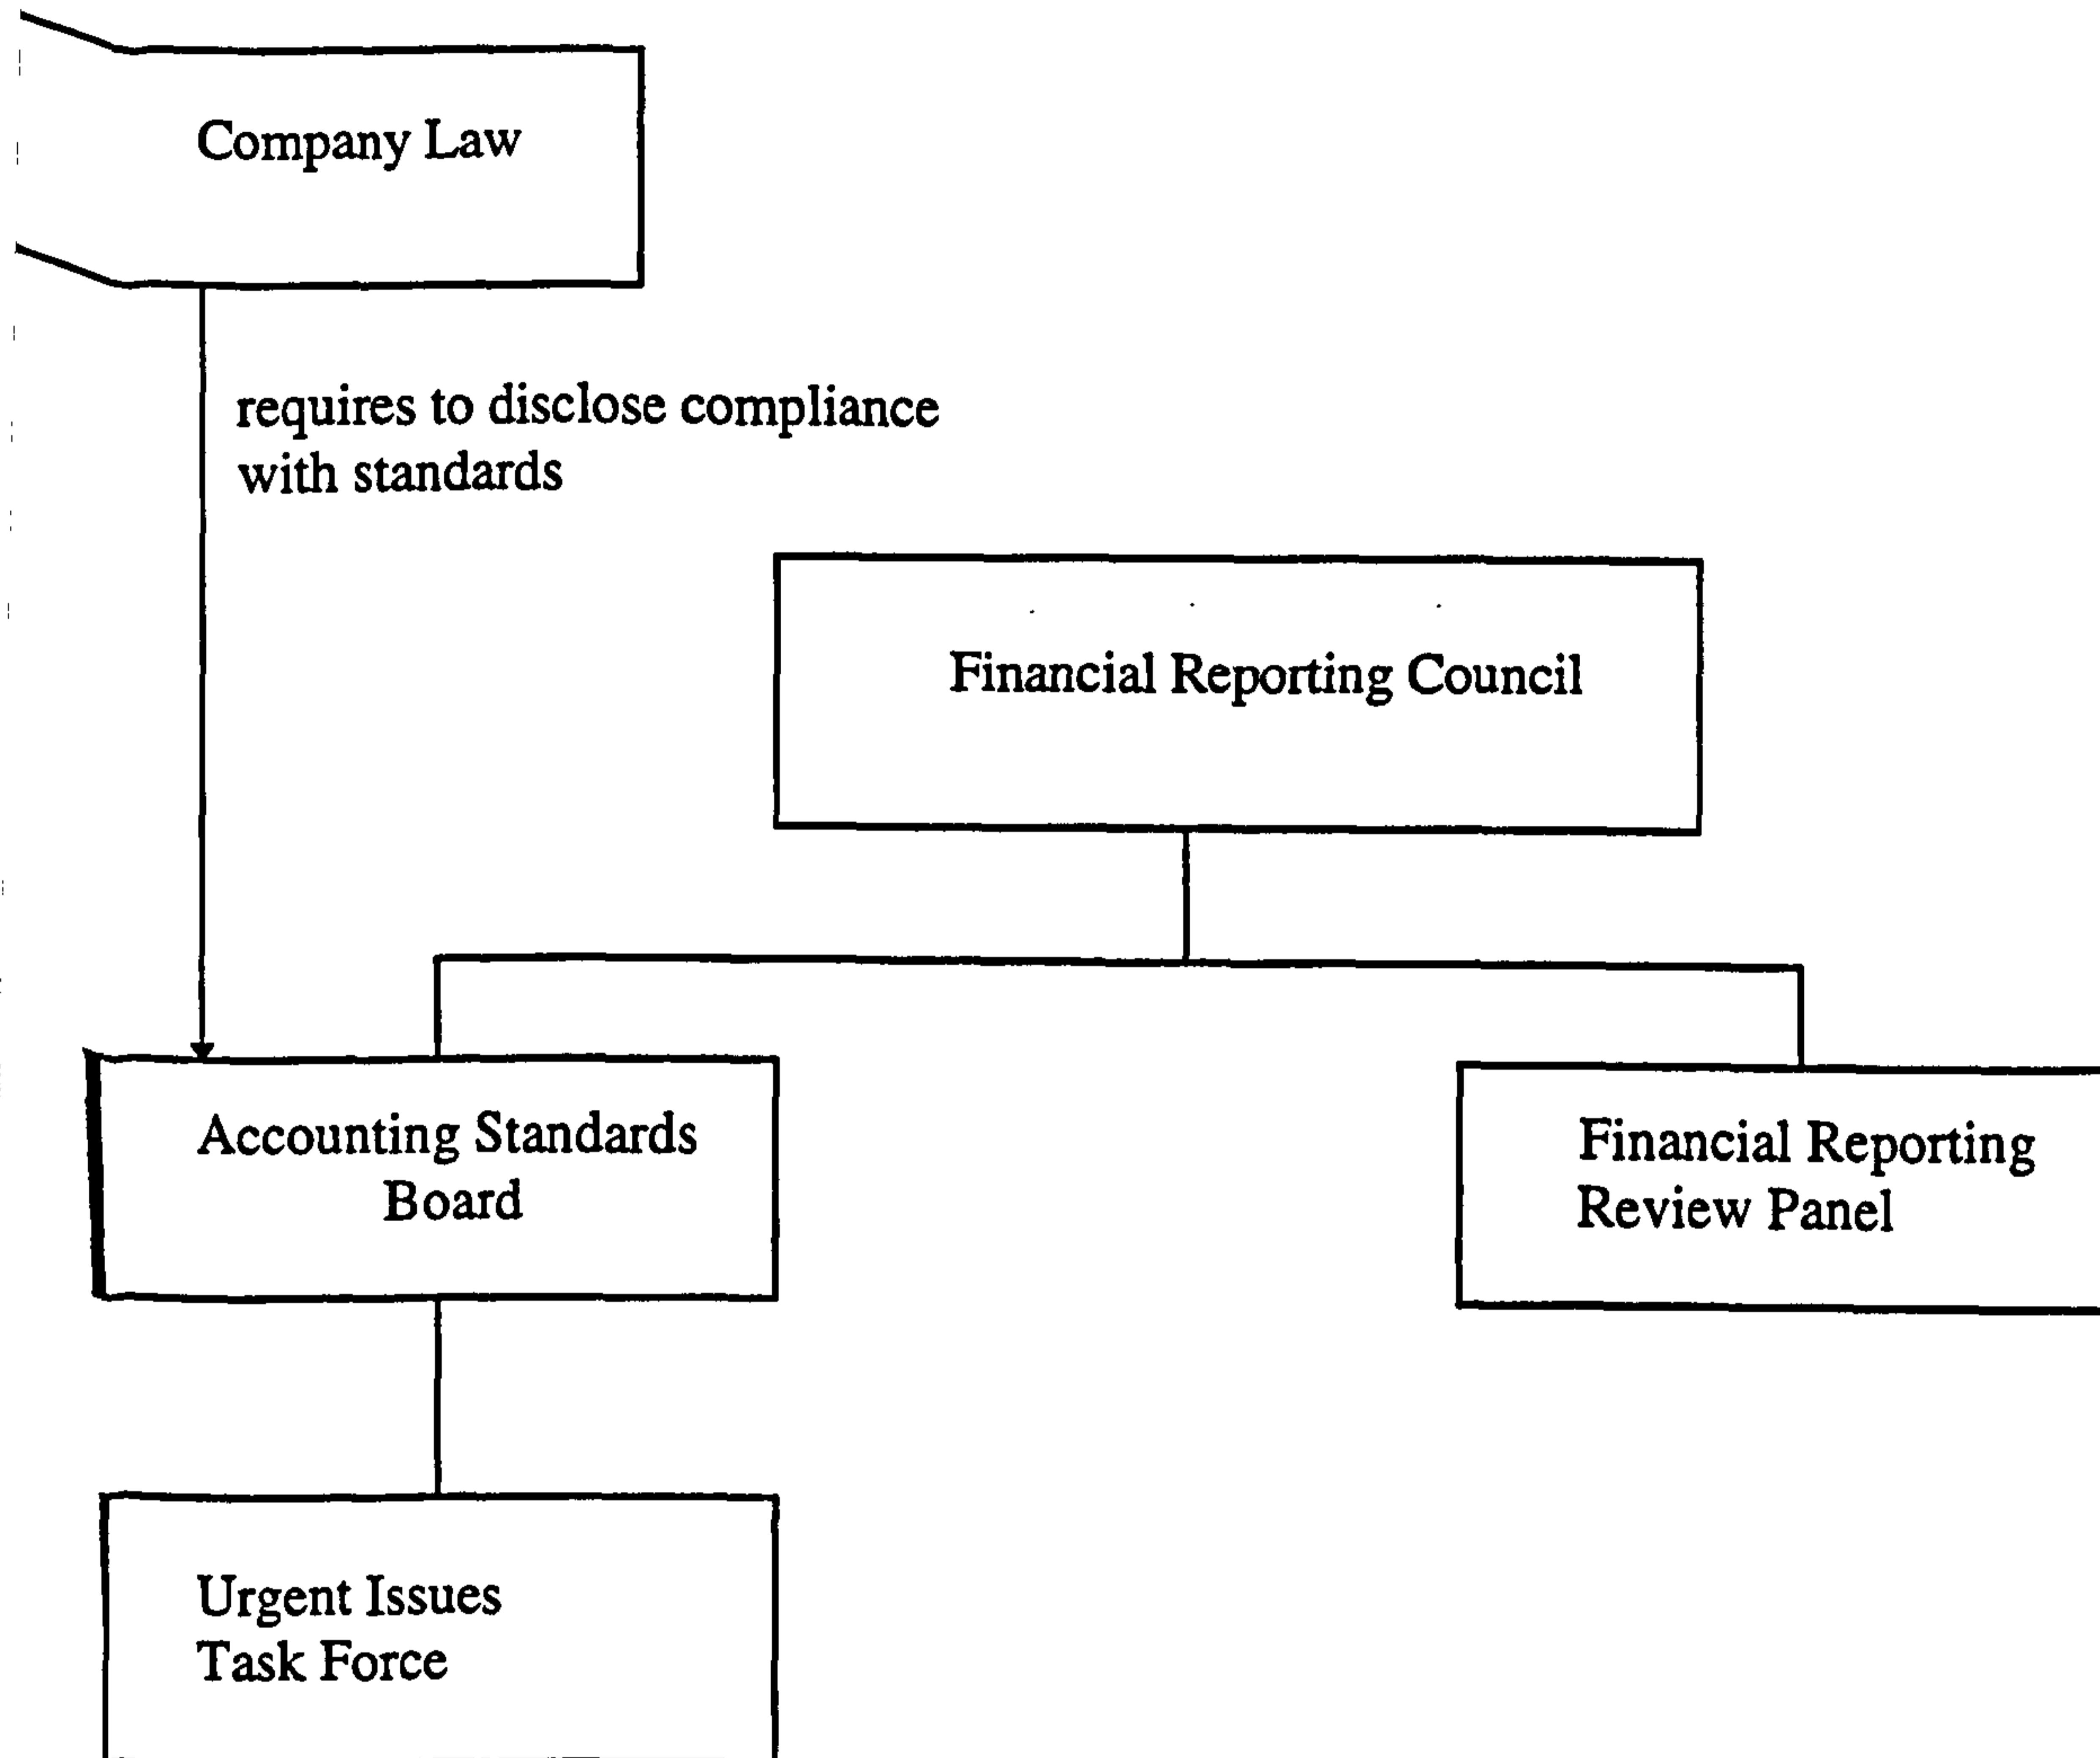 Company Law
requires to disclose compliance
with standards
Financial Reporting Council
Accounting Standards
Board
Financial Reporting
Review Panel
Urgent Issues
Task Force